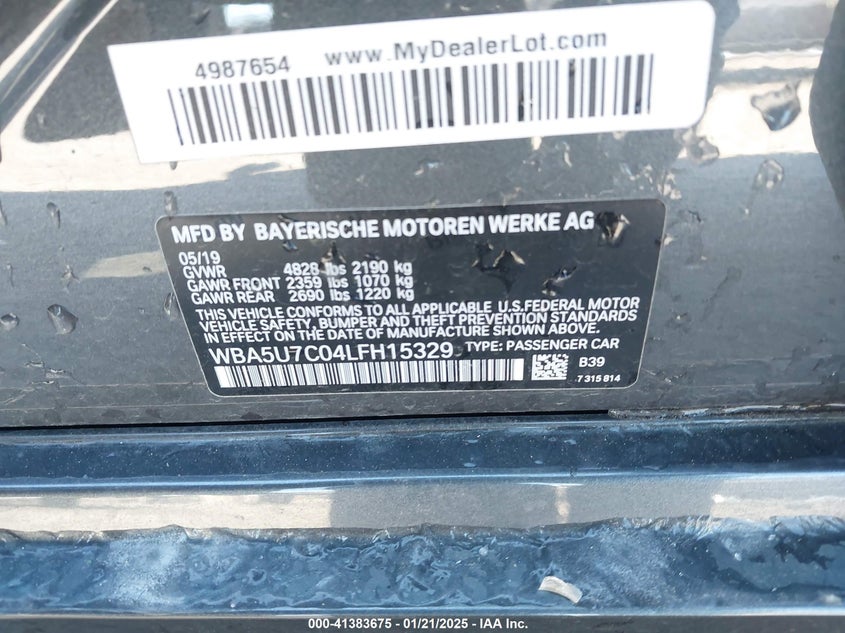 4987654 www.MyDealerLot.com
MFD BY BAYERISCHE MOTOREN WERKE AG
05/19
GVWR 4828 lbs 2190 kg
GAWR FRONT 2359 lbs 1070 kg
GAWR REAR 2690 lbs 1220 kg
THIS VEHICLE CONFORMS TO ALL APPLICABLE U.S.FEDERAL MOTOR
VEHICLE SAFETY, BUMPER AND THEFT PREVENTION STANDARDS
IN EFFECT ON THE DATE OF MANUFACTURE SHOWN ABOVE.
WBA5U7C04LFH15329 TYPE: PASSENGER CAR
B39
7 315 814
000-41383675 — 01/21/2025 — IAA Inc.